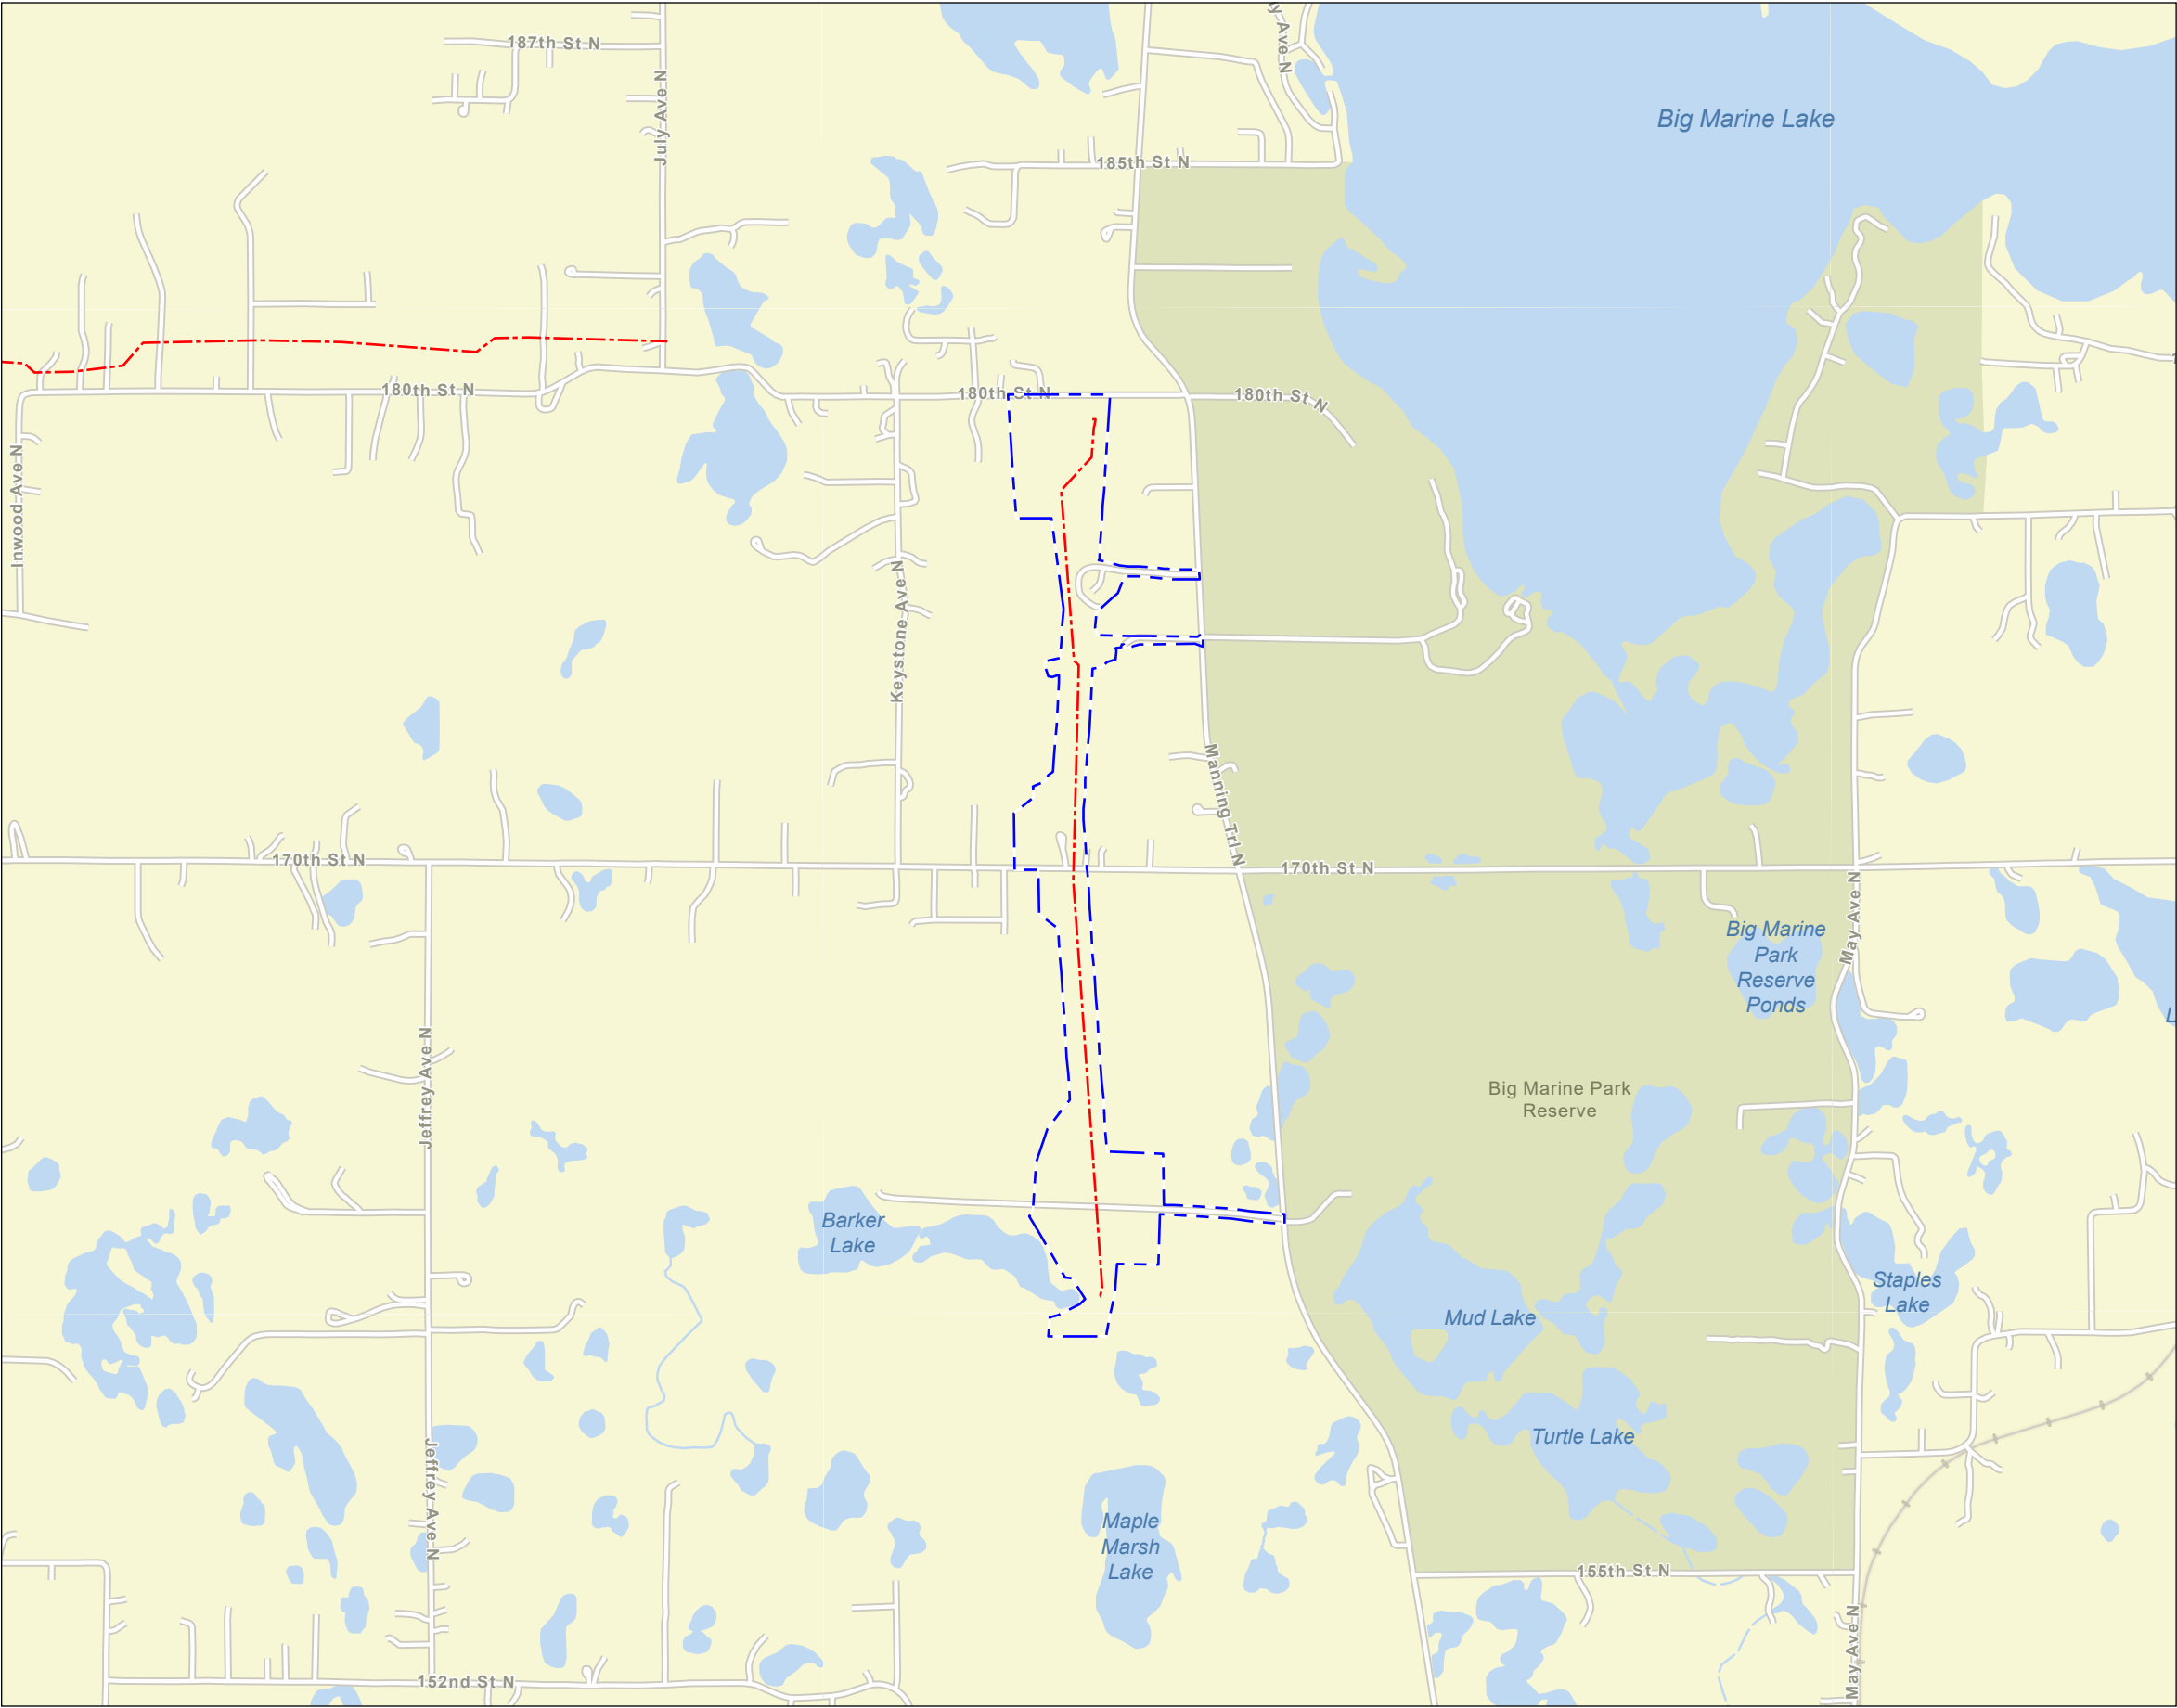 187th St N
July Ave N
y Ave N
Big Marine Lake
185th St N
180th St N
180th St N
180th St N
Inwood Ave N
Keystone Ave N
Manning Trl N
170th St N
170th St N
May Ave N
Big Marine
Park
Reserve
Ponds
L
Jeffrey Ave N
Big Marine Park
Reserve
Barker
Lake
Mud Lake
Staples
Lake
Turtle Lake
Jeffrey Ave N
Maple
Marsh
Lake
155th St N
May Ave N
152nd St N